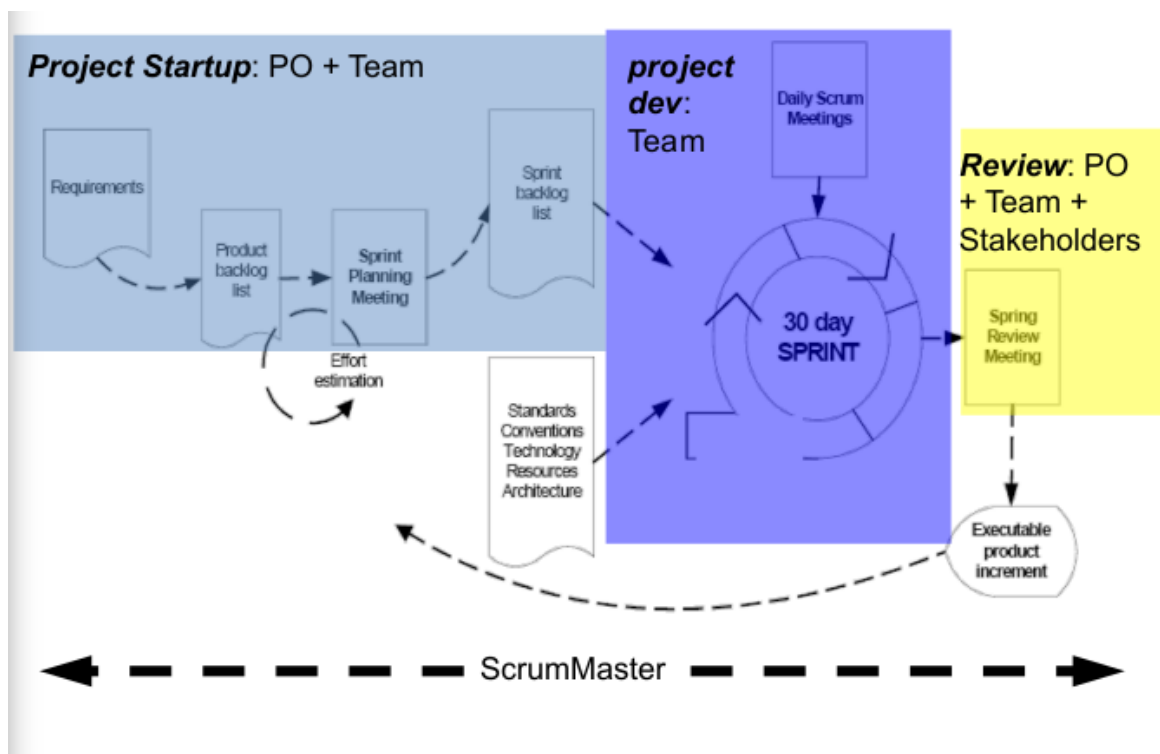 Project Startup: PO + Team
project
dev:
Team
Daily Scrum
Meetings
Review: PO
+ Team +
Stakeholders
Requirements
Product
backlog
list
Sprint
Planning
Meeting
Sprint
backlog
list
Effort
estimation
Standards
Conventions
Technology
Resources
Architecture
30 day
SPRINT
Spring
Review
Meeting
Executable
product
increment
ScrumMaster